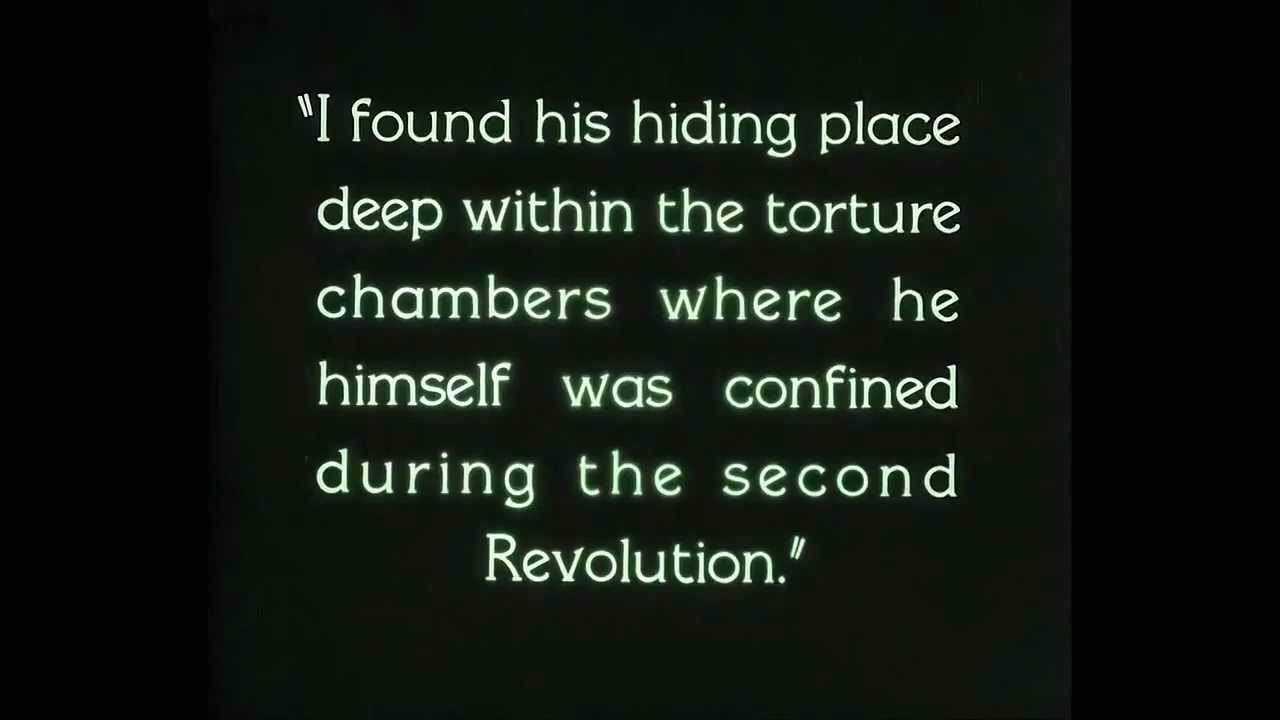 "I found his hiding place
deep within the torture
chambers where he
himself was confined
during the second
Revolution."